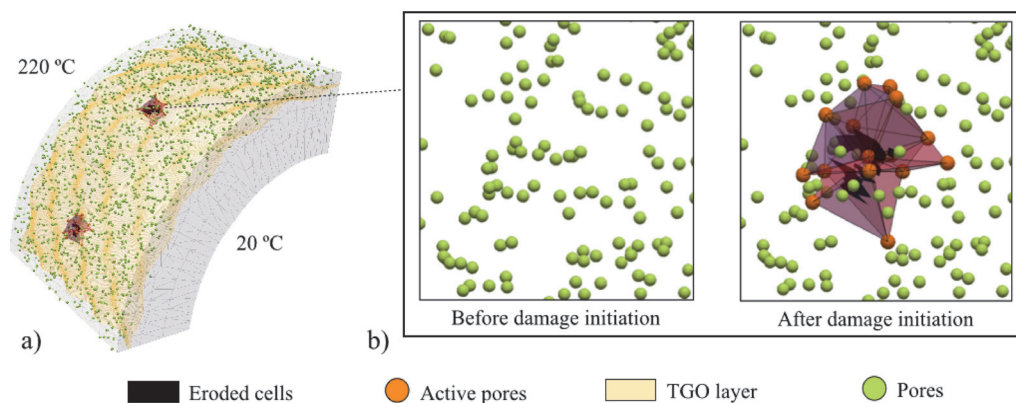 220 ºC
20 ºC
a)
b)
Before damage initiation
After damage initiation
Eroded cells
Active pores
TGO layer
Pores